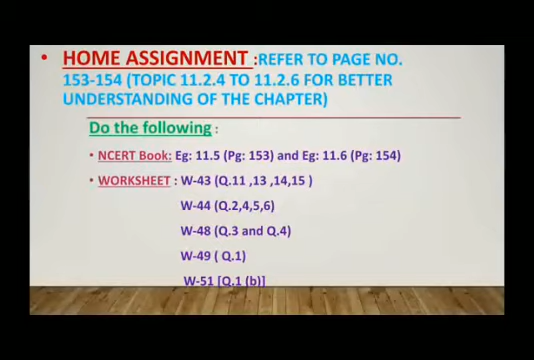 • HOME ASSIGNMENT :REFER TO PAGE NO.
153-154 (TOPIC 11.2.4 TO 11.2.6 FOR BETTER
UNDERSTANDING OF THE CHAPTER)
Do the following :
• NCERT Book: Eg: 11.5 (Pg: 153) and Eg: 11.6 (Pg: 154)
• WORKSHEET : W-43 (Q.11 ,13 ,14,15 )
W-44 (Q.2,4,5,6)
W-48 (Q.3 and Q.4)
W-49 ( Q.1)
W-51 [Q.1 (b)]